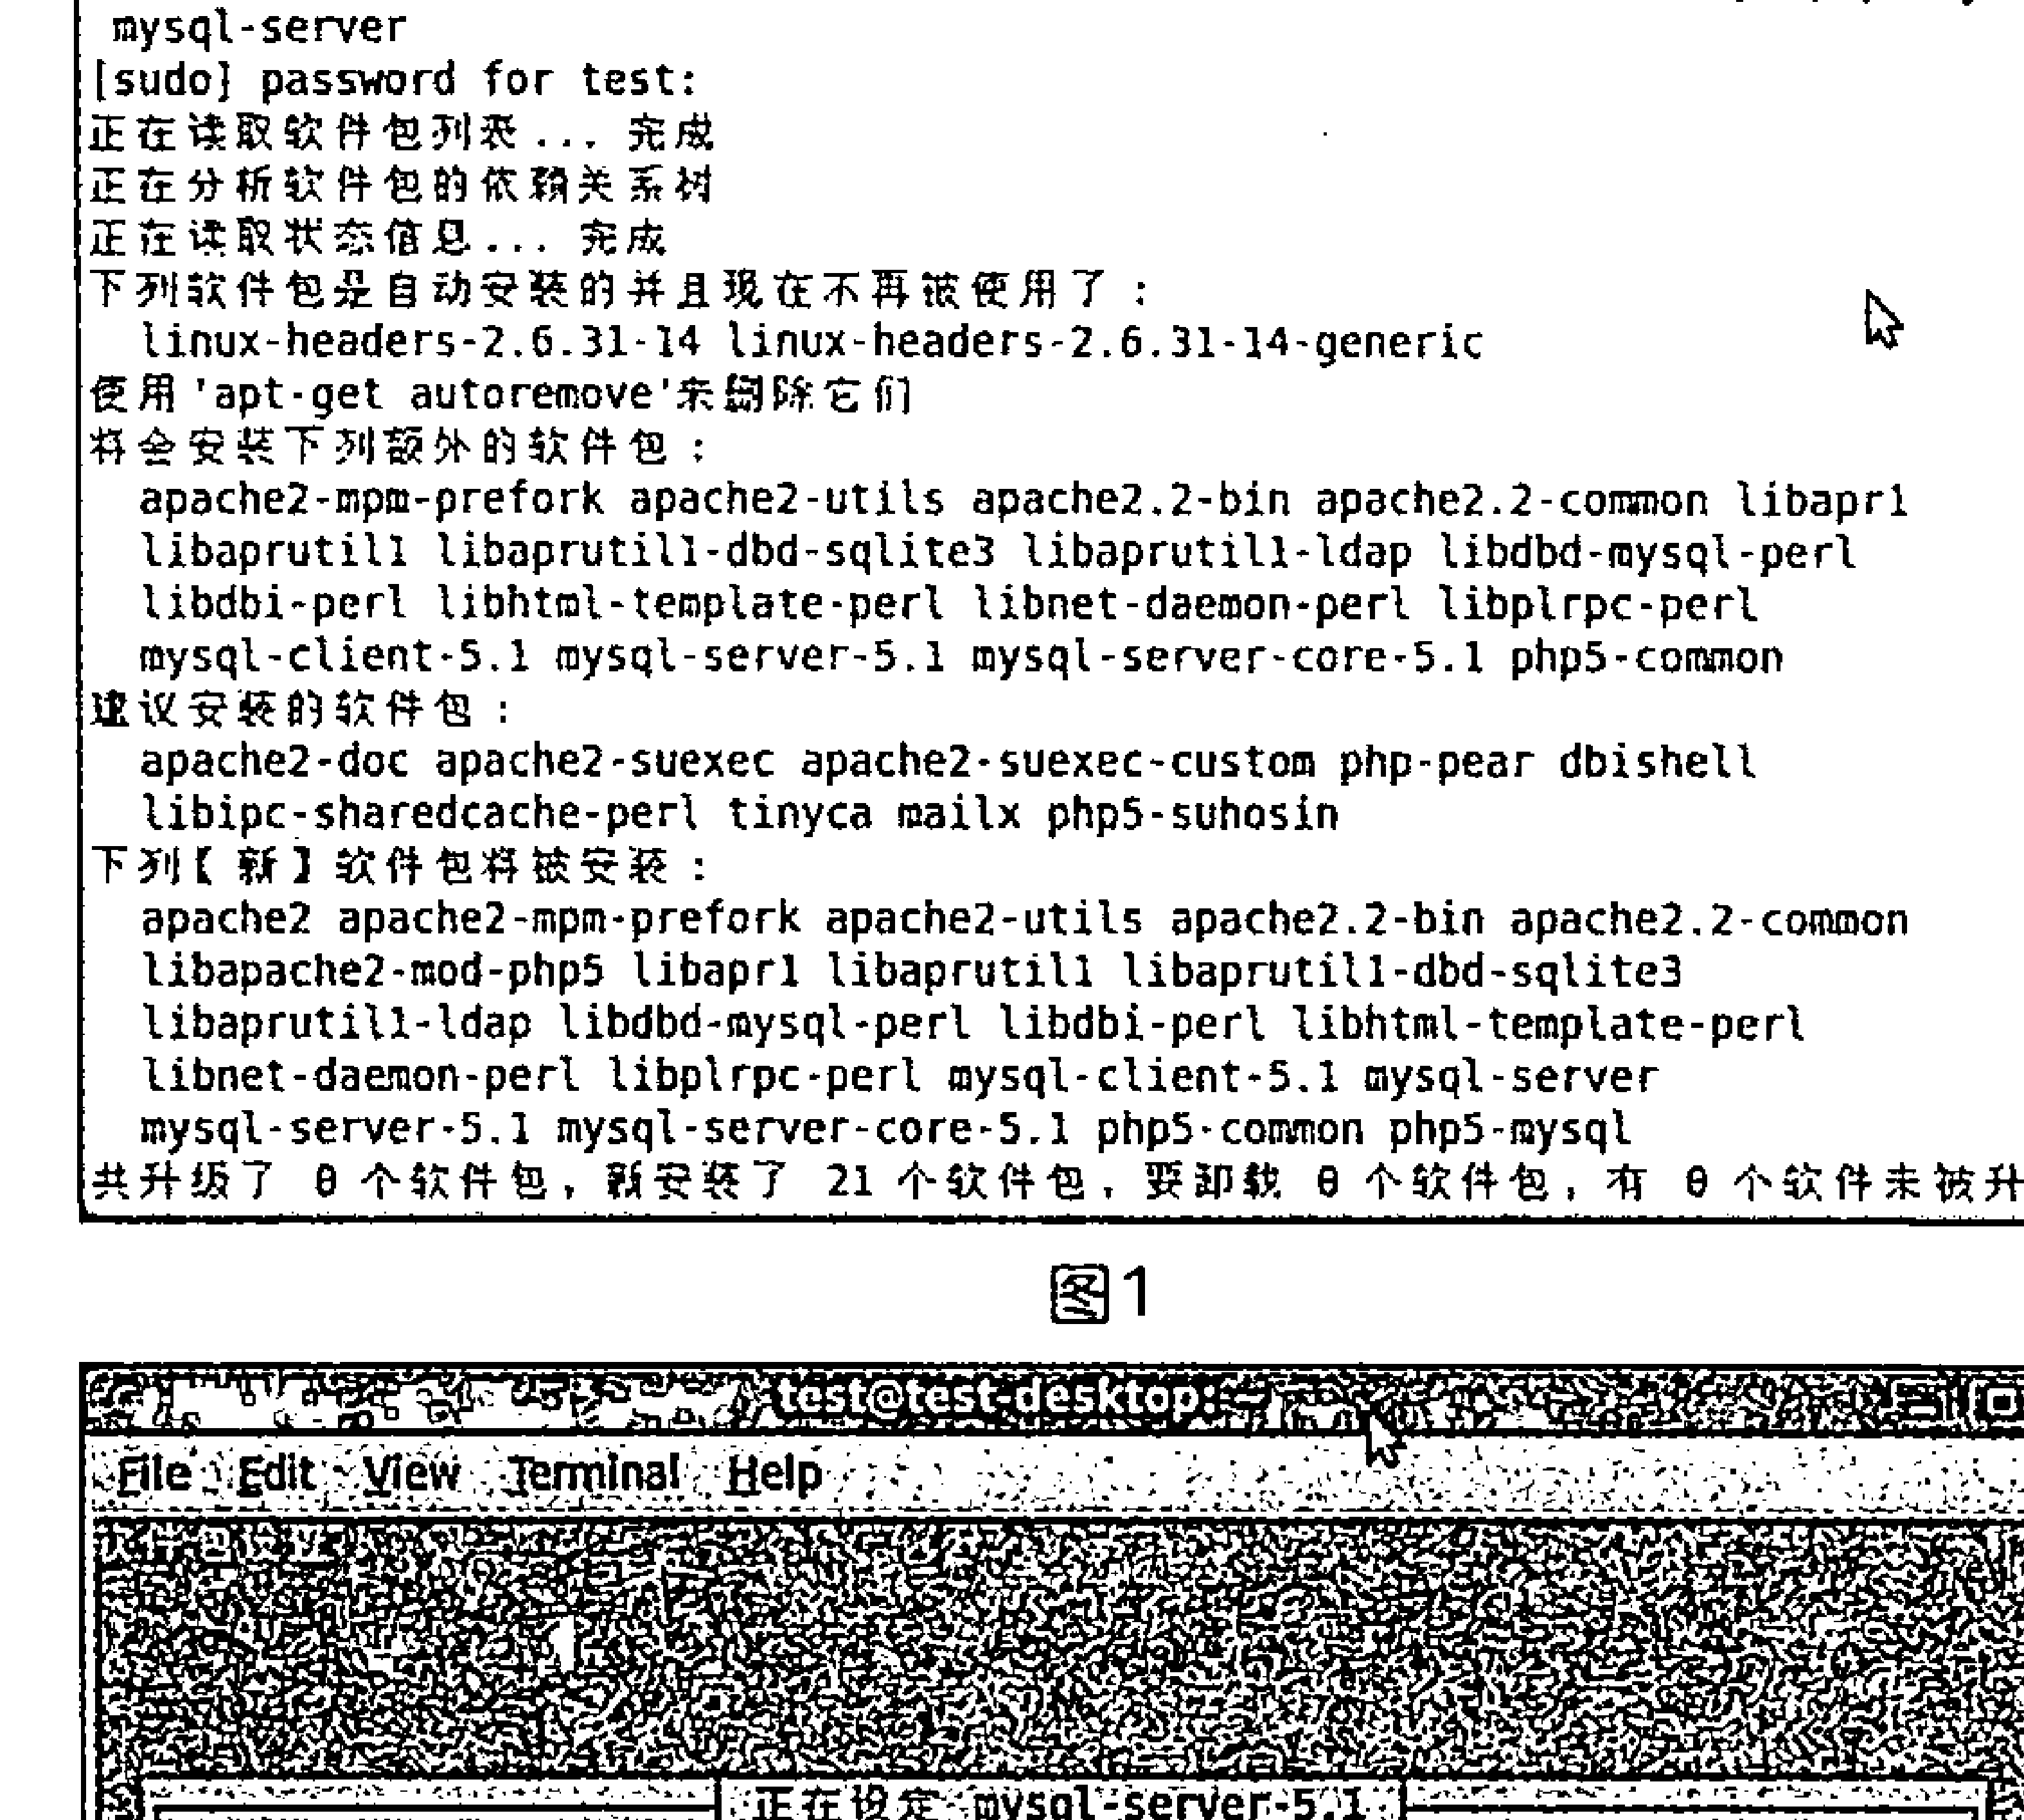 mysql-server
[sudo] password for test:
正在读取软件包列表... 完成
正在分析软件包的依赖关系树
正在读取状态信息... 完成
下列软件包是自动安装的并且现在不再被使用了：
linux-headers-2.6.31-14 linux-headers-2.6.31-14-generic
使用'apt-get autoremove'来删除它们
将会安装下列额外的软件包：
apache2-mpm-prefork apache2-utils apache2.2-bin apache2.2-common libapr1
libaprutil1 libaprutil1-dbd-sqlite3 libaprutil1-ldap libdbd-mysql-perl
libdbi-perl libhtml-template-perl libnet-daemon-perl libplrpc-perl
mysql-client-5.1 mysql-server-5.1 mysql-server-core-5.1 php5-common
建议安装的软件包：
apache2-doc apache2-suexec apache2-suexec-custom php-pear dbishell
libipc-sharedcache-perl tinyca mailx php5-suhosin
下列【新】软件包将被安装：
apache2 apache2-mpm-prefork apache2-utils apache2.2-bin apache2.2-common
libapache2-mod-php5 libapr1 libaprutil1 libaprutil1-dbd-sqlite3
libaprutil1-ldap libdbd-mysql-perl libdbi-perl libhtml-template-perl
libnet-daemon-perl libplrpc-perl mysql-client-5.1 mysql-server
mysql-server-5.1 mysql-server-core-5.1 php5-common php5-mysql
共升级了 0 个软件包，新安装了 21 个软件包，要卸载 0 个软件包，有 0 个软件未被升
图1
test@test-desktop: ~
File Edit View Terminal Help
正在设定 mysql-server-5.1